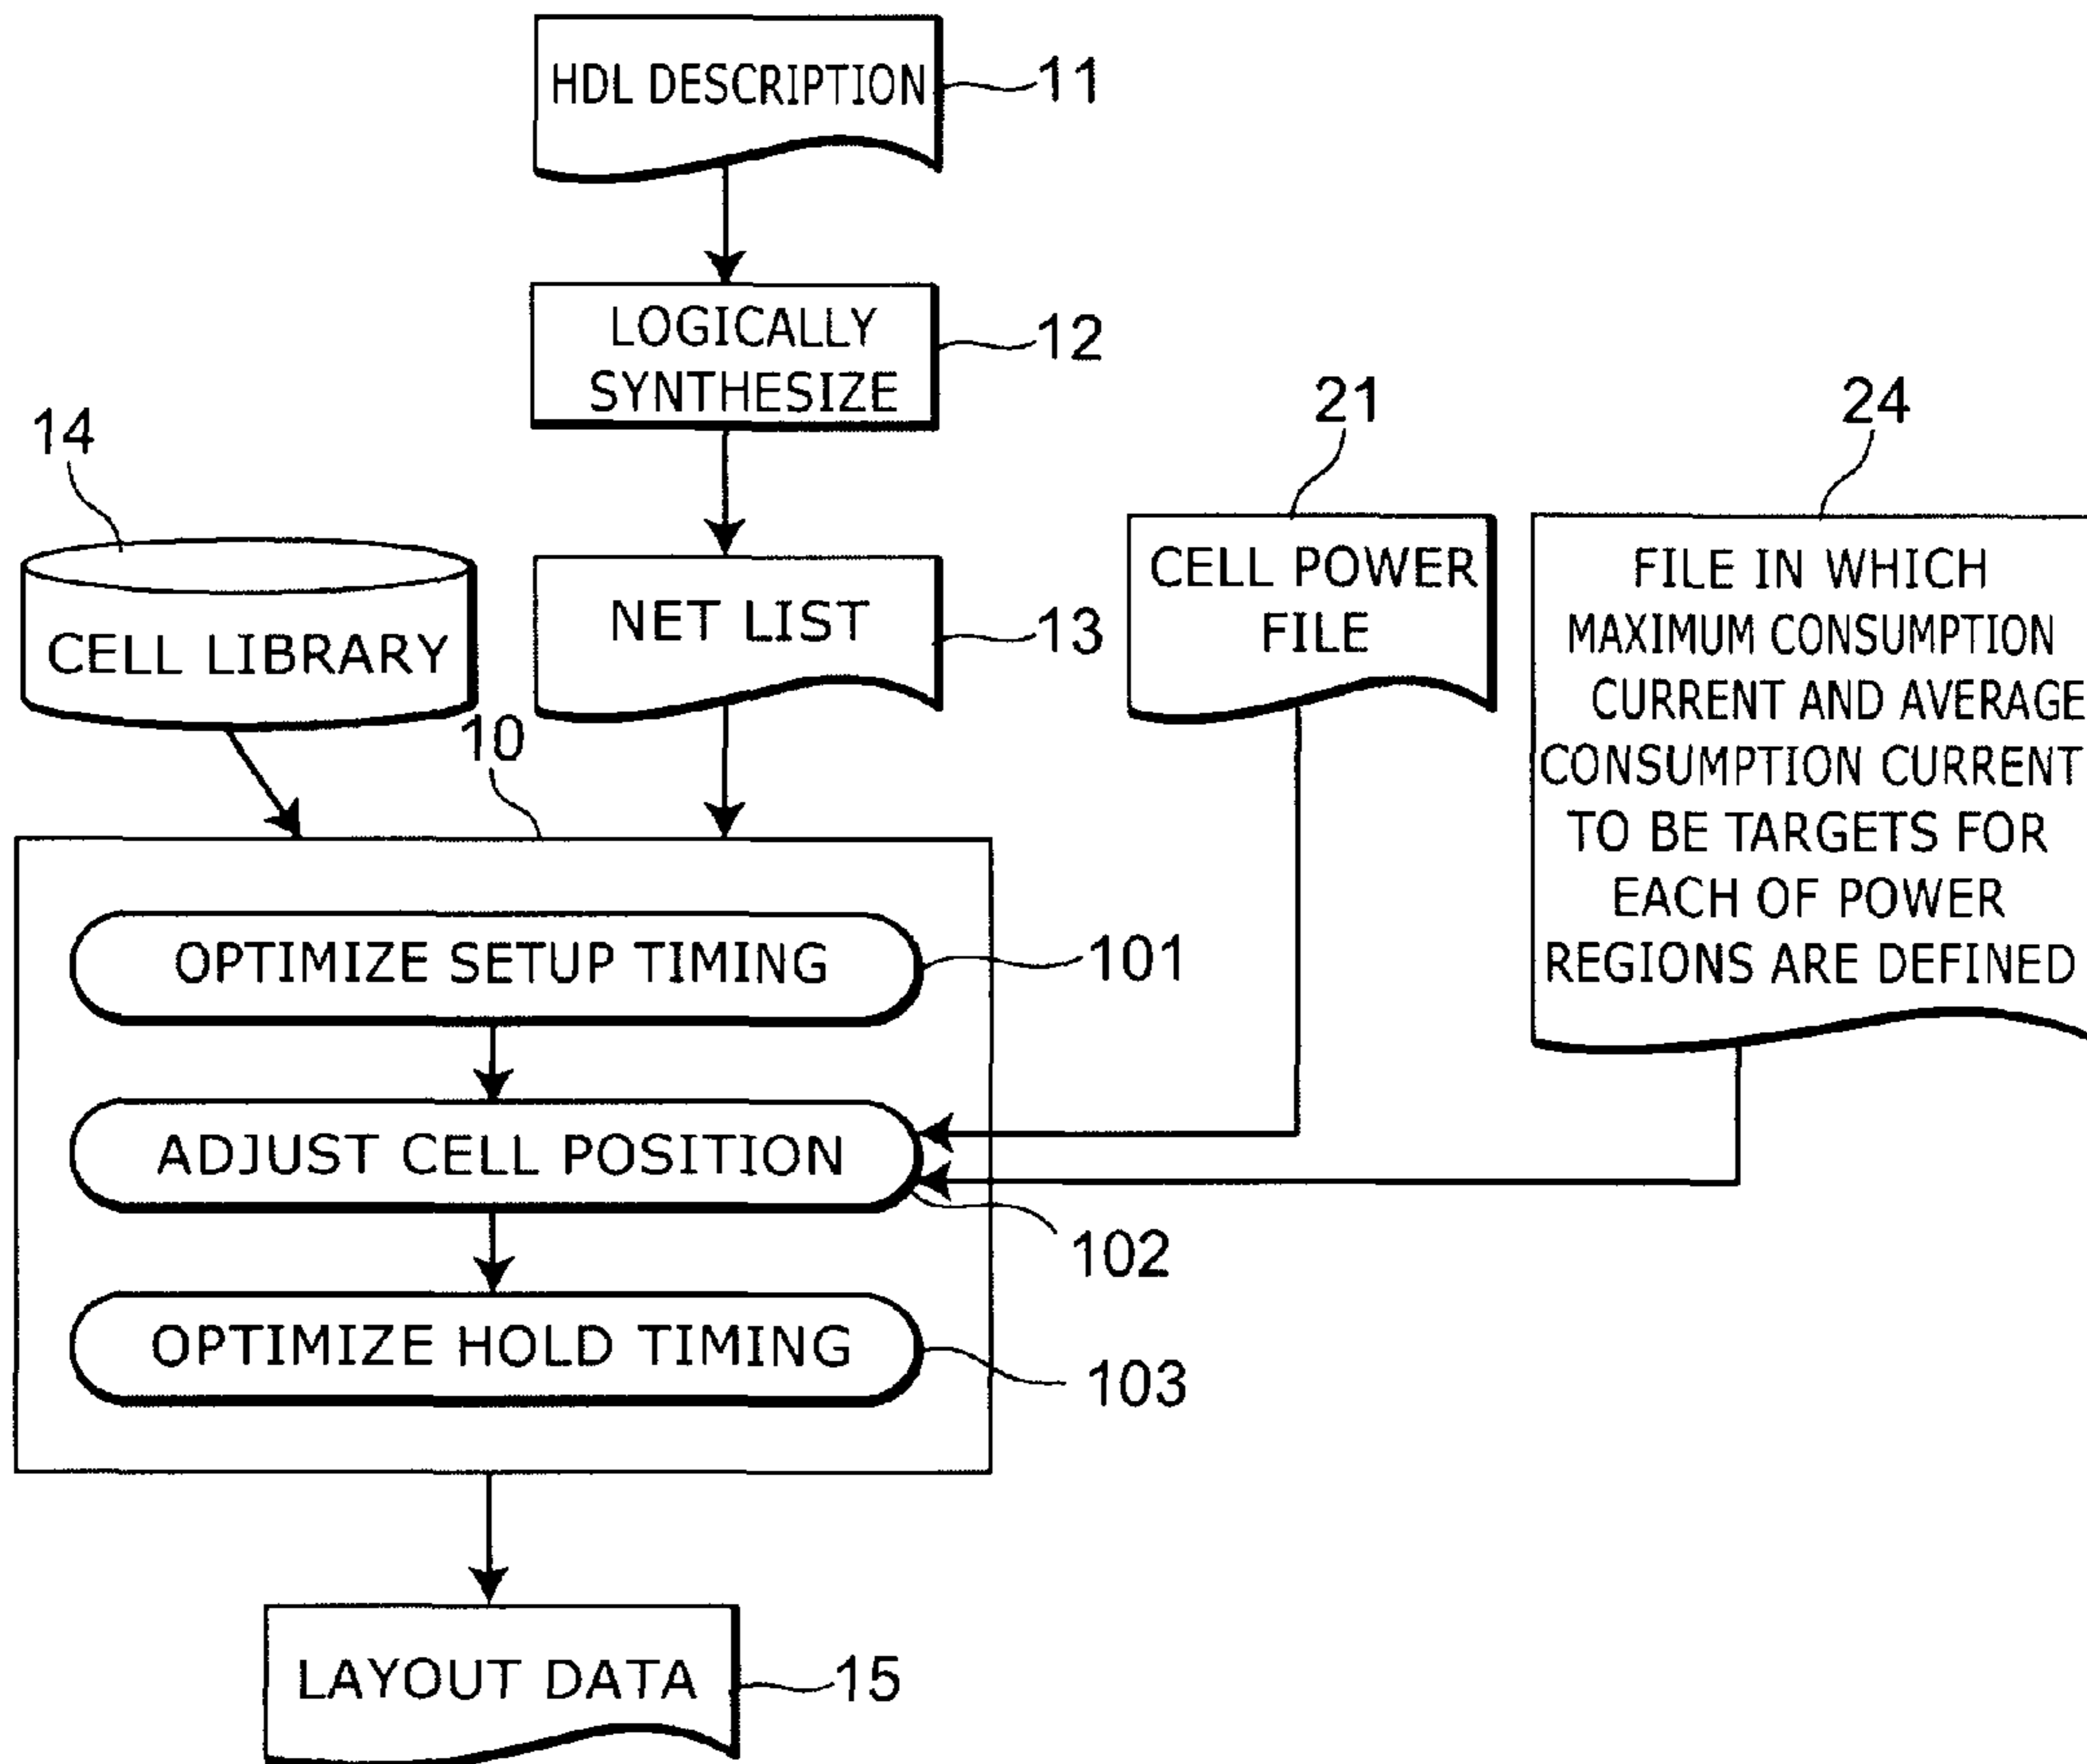 HDL DESCRIPTION
11
LOGICALLY
SYNTHESIZE
12
14
CELL LIBRARY
NET LIST
13
21
CELL POWER
FILE
24
FILE IN WHICH
MAXIMUM CONSUMPTION
CURRENT AND AVERAGE
CONSUMPTION CURRENT
TO BE TARGETS FOR
EACH OF POWER
REGIONS ARE DEFINED
10
OPTIMIZE SETUP TIMING
101
ADJUST CELL POSITION
102
OPTIMIZE HOLD TIMING
103
LAYOUT DATA
15